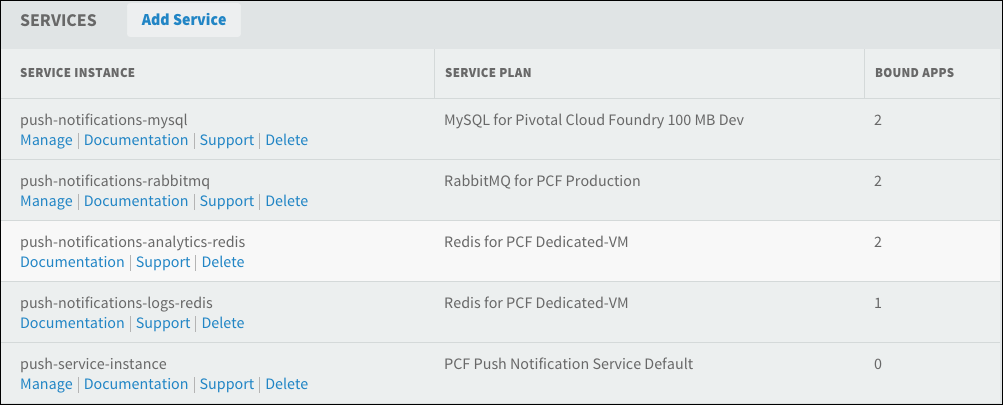 SERVICES Add Service
SERVICE INSTANCE SERVICE PLAN BOUND APPS
push-notifications-mysql MySQL for Pivotal Cloud Foundry 100 MB Dev 2
Manage | Documentation | Support | Delete
push-notifications-rabbitmq RabbitMQ for PCF Production 2
Manage | Documentation | Support | Delete
push-notifications-analytics-redis Redis for PCF Dedicated-VM 2
Documentation | Support | Delete
push-notifications-logs-redis Redis for PCF Dedicated-VM 1
Documentation | Support | Delete
push-service-instance PCF Push Notification Service Default 0
Manage | Documentation | Support | Delete